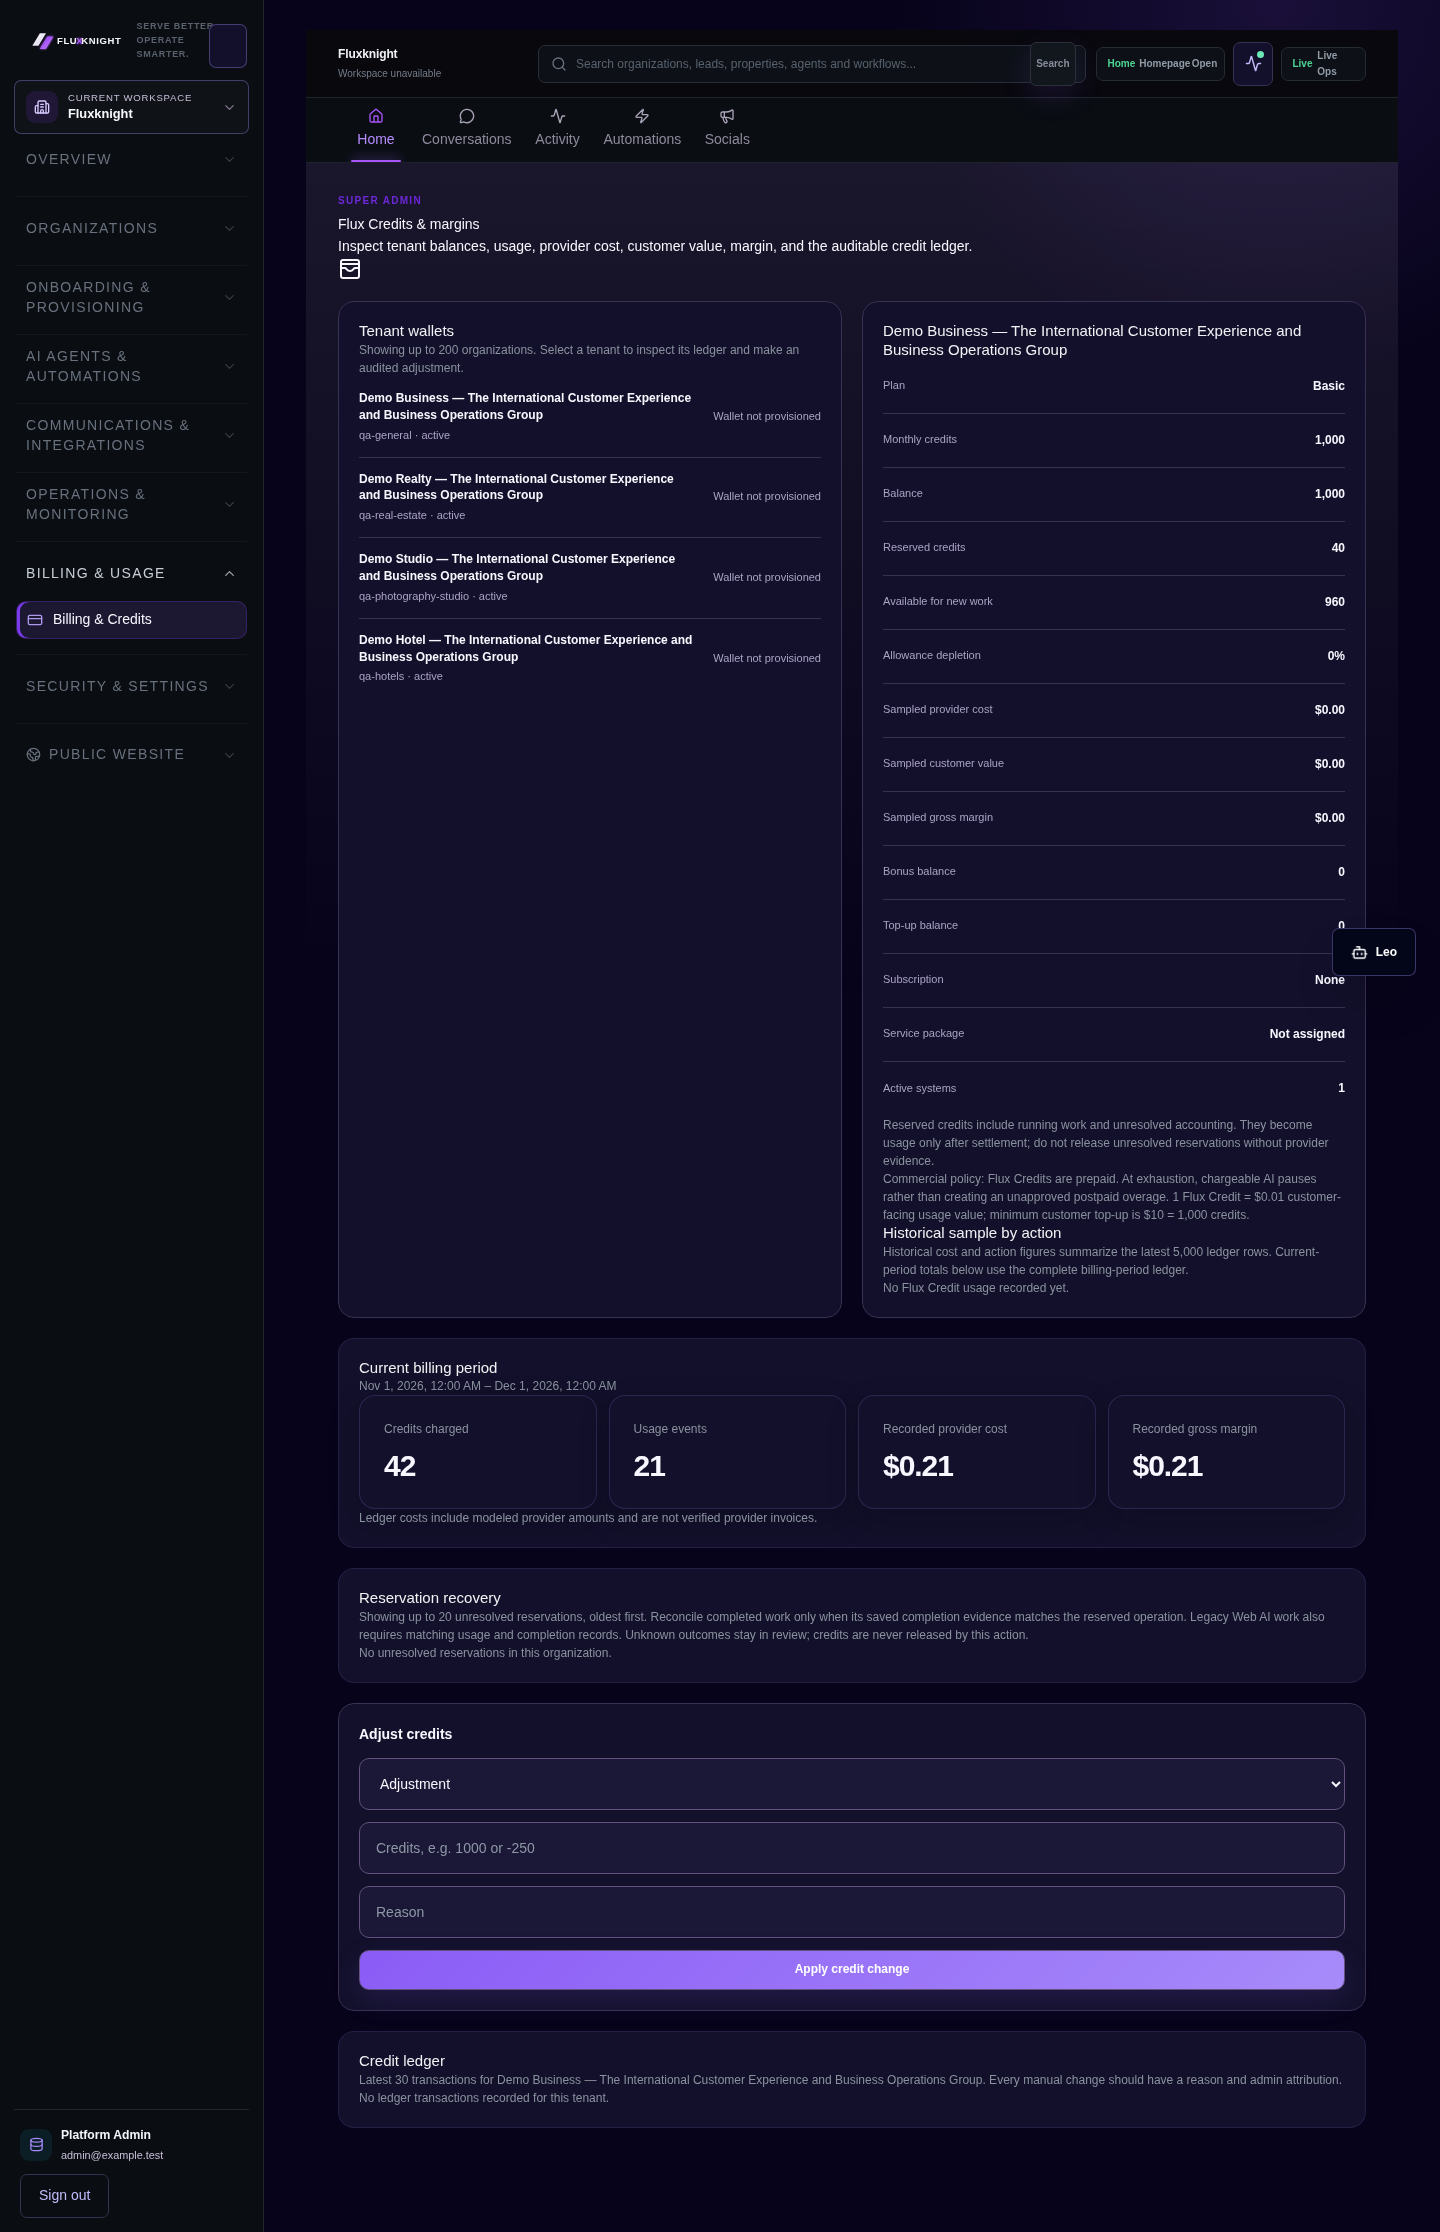 FLUXKNIGHT
SERVE BETTER
OPERATE
SMARTER.
CURRENT WORKSPACE
Fluxknight
OVERVIEW
ORGANIZATIONS
ONBOARDING &
PROVISIONING
AI AGENTS &
AUTOMATIONS
COMMUNICATIONS &
INTEGRATIONS
OPERATIONS &
MONITORING
BILLING & USAGE
Billing & Credits
SECURITY & SETTINGS
PUBLIC WEBSITE
Platform Admin
admin@example.test
Sign out
Fluxknight
Workspace unavailable
Search organizations, leads, properties, agents and workflows...
Search
Home Homepage Open
Live Live
Ops
Home
Conversations
Activity
Automations
Socials
SUPER ADMIN
Flux Credits & margins
Inspect tenant balances, usage, provider cost, customer value, margin, and the auditable credit ledger.
Tenant wallets
Showing up to 200 organizations. Select a tenant to inspect its ledger and make an
audited adjustment.
Demo Business — The International Customer Experience
and Business Operations Group
Wallet not provisioned
qa-general · active
Demo Realty — The International Customer Experience
and Business Operations Group
Wallet not provisioned
qa-real-estate · active
Demo Studio — The International Customer Experience
and Business Operations Group
Wallet not provisioned
qa-photography-studio · active
Demo Hotel — The International Customer Experience and
Business Operations Group
Wallet not provisioned
qa-hotels · active
Demo Business — The International Customer Experience and
Business Operations Group
Plan Basic
Monthly credits 1,000
Balance 1,000
Reserved credits 40
Available for new work 960
Allowance depletion 0%
Sampled provider cost $0.00
Sampled customer value $0.00
Sampled gross margin $0.00
Bonus balance 0
Top-up balance 0
Leo
Subscription None
Service package Not assigned
Active systems 1
Reserved credits include running work and unresolved accounting. They become
usage only after settlement; do not release unresolved reservations without provider
evidence.
Commercial policy: Flux Credits are prepaid. At exhaustion, chargeable AI pauses
rather than creating an unapproved postpaid overage. 1 Flux Credit = $0.01 customer-
facing usage value; minimum customer top-up is $10 = 1,000 credits.
Historical sample by action
Historical cost and action figures summarize the latest 5,000 ledger rows. Current-
period totals below use the complete billing-period ledger.
No Flux Credit usage recorded yet.
Current billing period
Nov 1, 2026, 12:00 AM – Dec 1, 2026, 12:00 AM
Credits charged
42
Usage events
21
Recorded provider cost
$0.21
Recorded gross margin
$0.21
Ledger costs include modeled provider amounts and are not verified provider invoices.
Reservation recovery
Showing up to 20 unresolved reservations, oldest first. Reconcile completed work only when its saved completion evidence matches the reserved operation. Legacy Web AI work also
requires matching usage and completion records. Unknown outcomes stay in review; credits are never released by this action.
No unresolved reservations in this organization.
Adjust credits
Adjustment
Credits, e.g. 1000 or -250
Reason
Apply credit change
Credit ledger
Latest 30 transactions for Demo Business — The International Customer Experience and Business Operations Group. Every manual change should have a reason and admin attribution.
No ledger transactions recorded for this tenant.